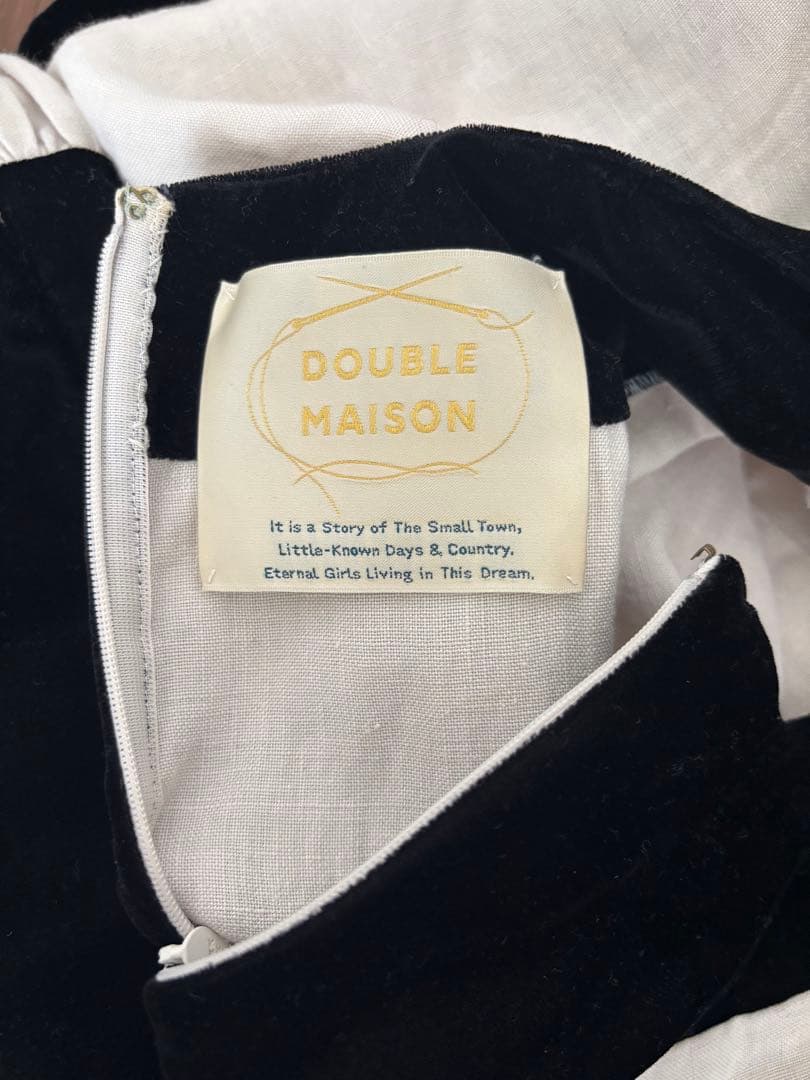 DOUBLE
MAISON
It is a Story of The Small Town,
Little-Known Days & Country.
Eternal Girls Living in This Dream.